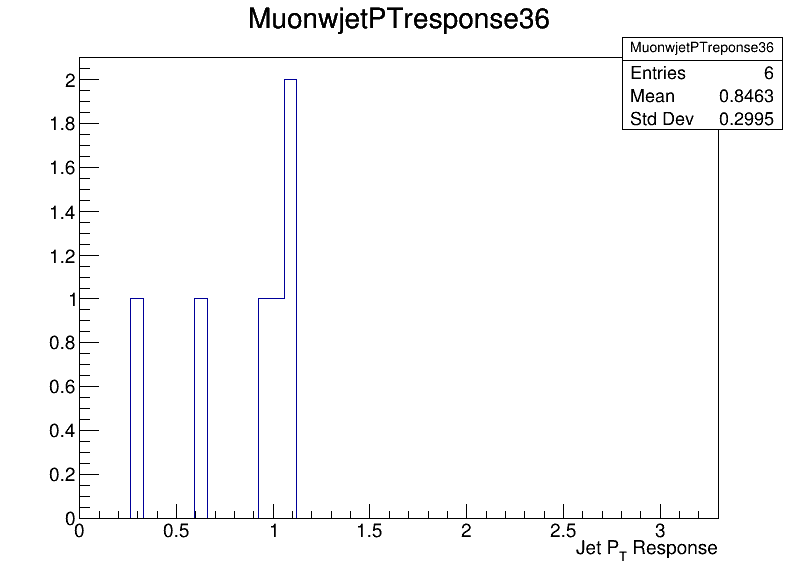 MuonwjetPTresponse36
MuonwjetPTreponse36
Entries 6
Mean 0.8463
Std Dev 0.2995
2
1.8
1.6
1.4
1.2
1
0.8
0.6
0.4
0.2
0
0 0.5 1 1.5 2 2.5 3
Jet PT Response